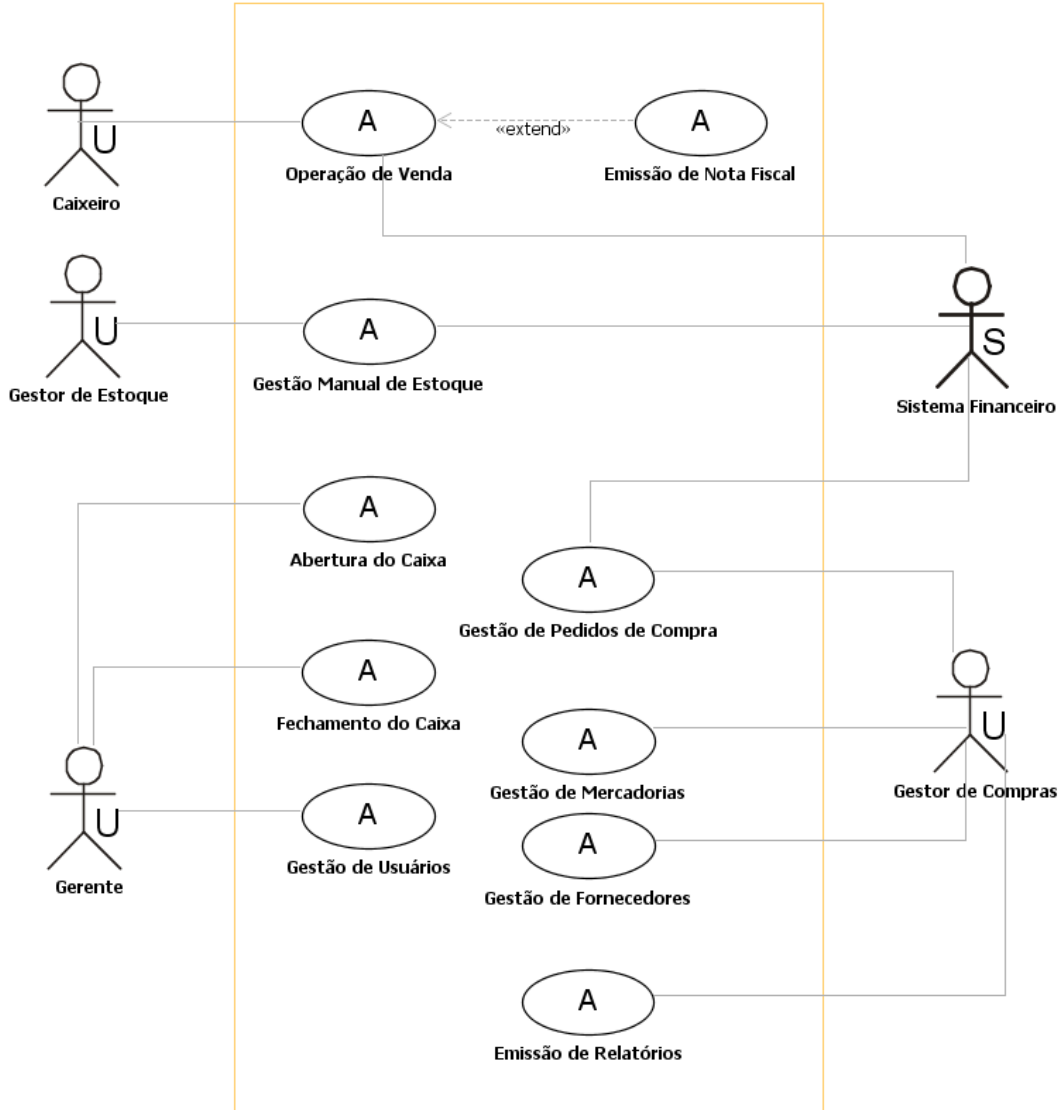 A
A
«extend»
U
Operação de Venda
Emissão de Nota Fiscal
Caixeiro
U
A
S
Gestor de Estoque
Gestão Manual de Estoque
Sistema Financeiro
A
Abertura do Caixa
A
Gestão de Pedidos de Compra
A
Fechamento do Caixa
U
A
Gestão de Mercadorias
Gestor de Compras
U
A
Gestão de Usuários
A
Gerente
Gestão de Fornecedores
A
Emissão de Relatórios